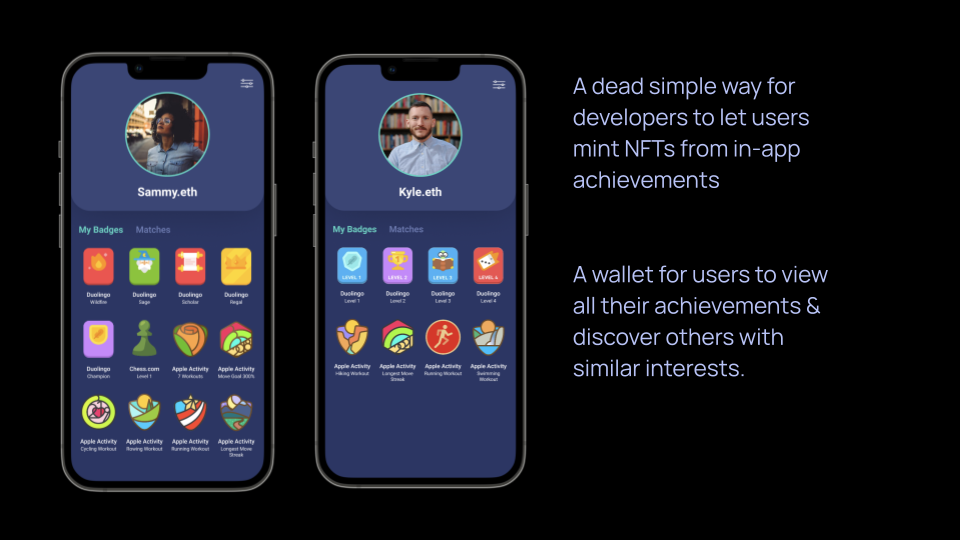 Sammy.eth
My Badges Matches
Duolingo Duolingo Duolingo Duolingo
Wildfire Sage Scholar Regal
Duolingo Chess.com Apple Activity Apple Activity
Champion Level 1 7 Workouts Move Goal 300%
Apple Activity Apple Activity Apple Activity Apple Activity
Cycling Workout Rowing Workout Running Workout Longest Move
Streak
Kyle.eth
My Badges Matches
LEVEL 1 LEVEL 2 LEVEL 3 LEVEL 4
Duolingo Duolingo Duolingo Duolingo
Level 1 Level 2 Level 3 Level 4
Apple Activity Apple Activity Apple Activity Apple Activity
Hiking Workout Longest Move Running Workout Swimming
Streak Workout
A dead simple way for
developers to let users
mint NFTs from in-app
achievements
A wallet for users to view
all their achievements &
discover others with
similar interests.